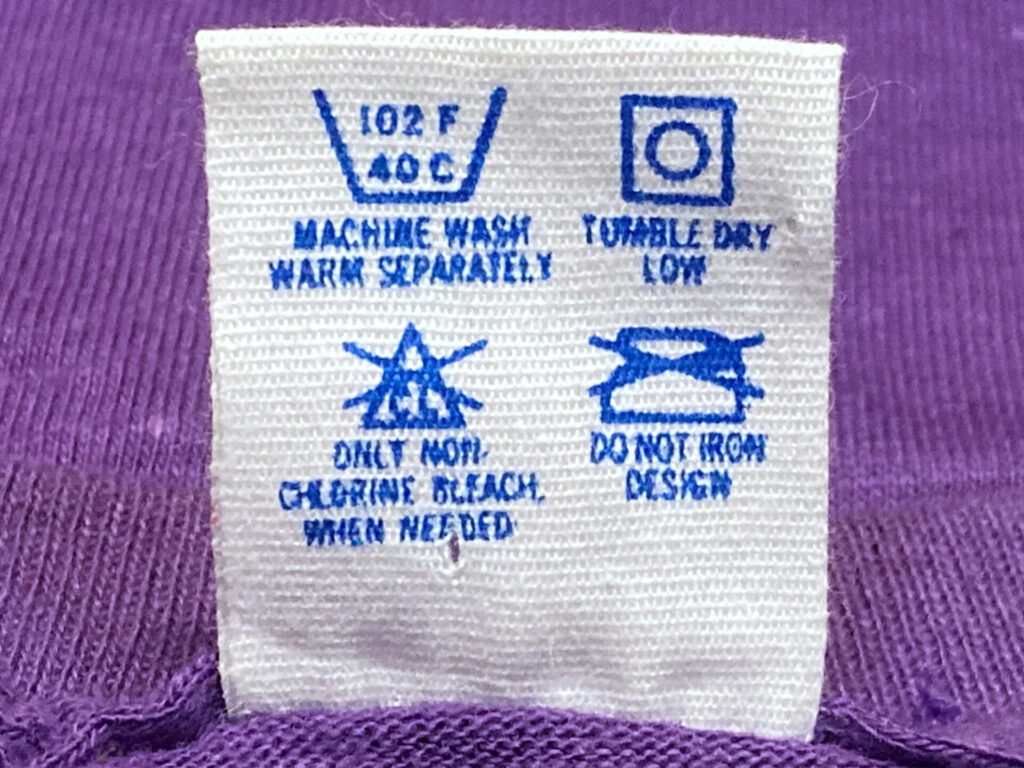 102 F
40 C
MACHINE WASH
WARM SEPARATELY
TUMBLE DRY
LOW
CL
ONLY NON-
CHLORINE BLEACH.
WHEN NEEDED
DO NOT IRON
DESIGN